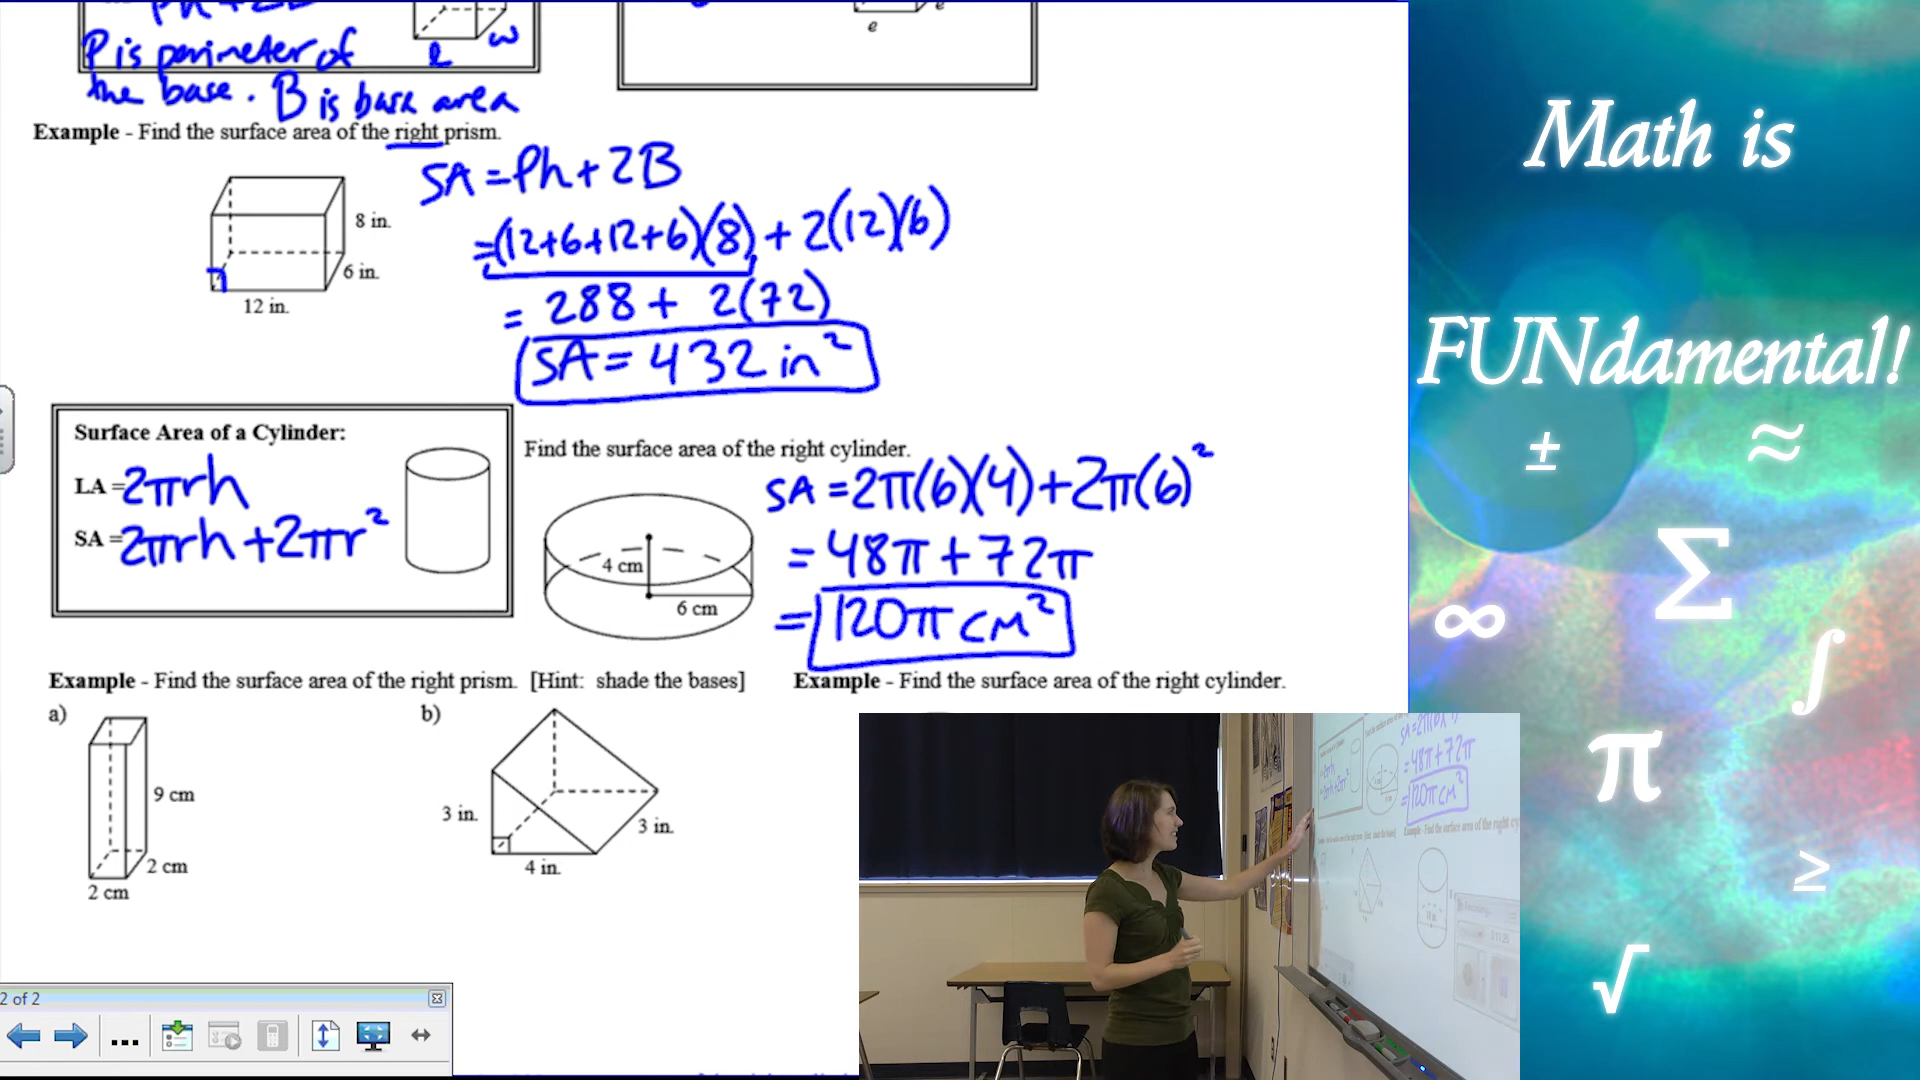 P is perimeter of
the base. B is base area
e
e
l
w
Example - Find the surface area of the right prism.
8 in.
6 in.
12 in.
SA = Ph + 2B
= (12+6+12+6)(8) + 2(12)(6)
= 288 + 2(72)
SA = 432 in²
Surface Area of a Cylinder:
LA = 2πrh
SA = 2πrh + 2πr²
Find the surface area of the right cylinder.
4 cm
6 cm
SA = 2π(6)(4) + 2π(6)²
= 48π + 72π
= 120π cm²
Example - Find the surface area of the right prism. [Hint: shade the bases]
a)
9 cm
2 cm
2 cm
b)
3 in.
3 in.
4 in.
Example - Find the surface area of the right cylinder.
48π + 72π
= 120π cm²
2 of 2
Math is
FUNdamental!
± ≈
Σ
∞
∫
π
≥
√